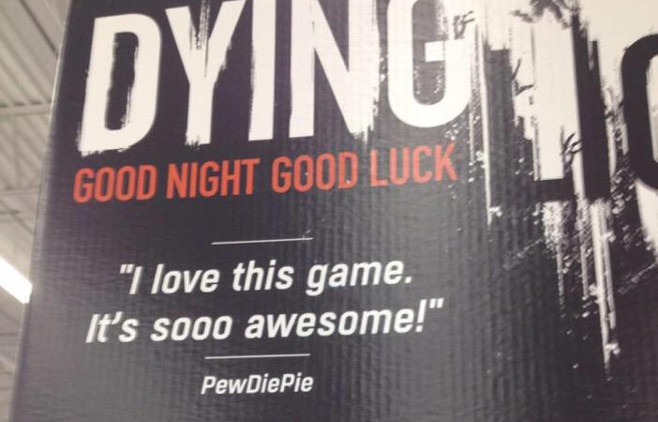 DYING
GOOD NIGHT GOOD LUCK
"I love this game.
It's sooo awesome!"
PewDiePie